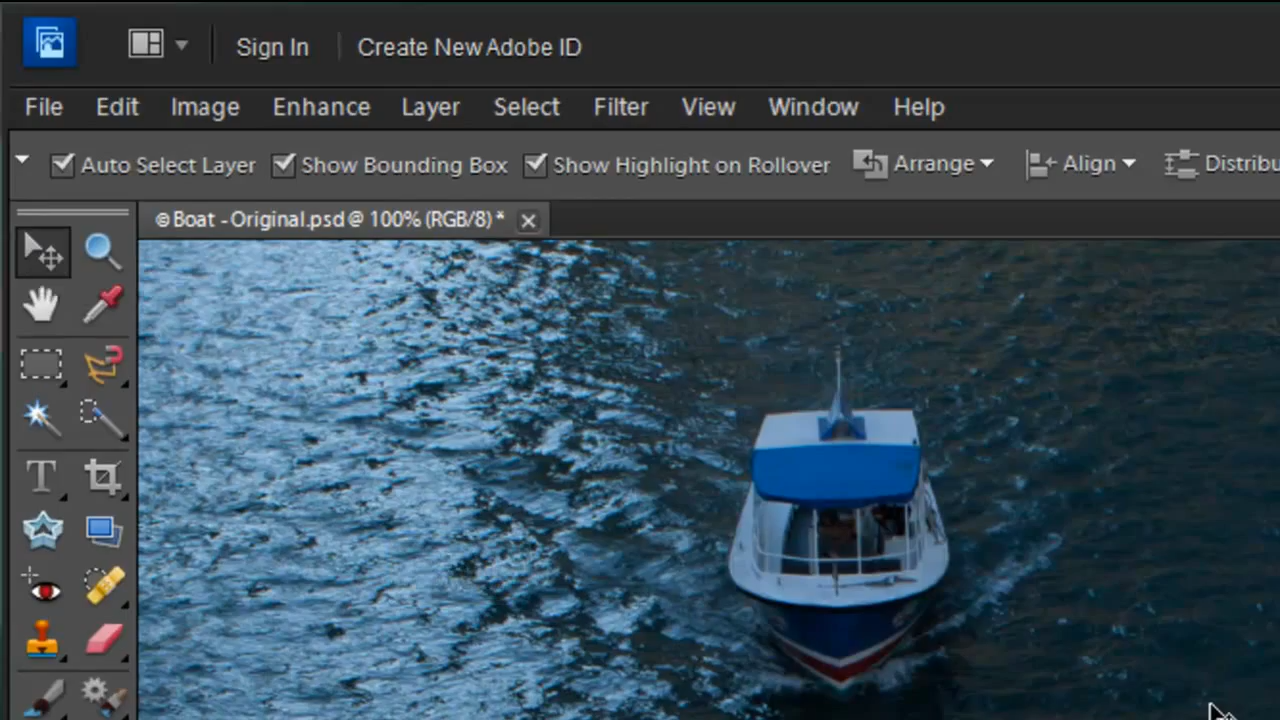 Sign In Create New Adobe ID
File Edit Image Enhance Layer Select Filter View Window Help
Auto Select Layer Show Bounding Box Show Highlight on Rollover Arrange Align Distribu
© Boat - Original.psd @ 100% (RGB/8) *
T